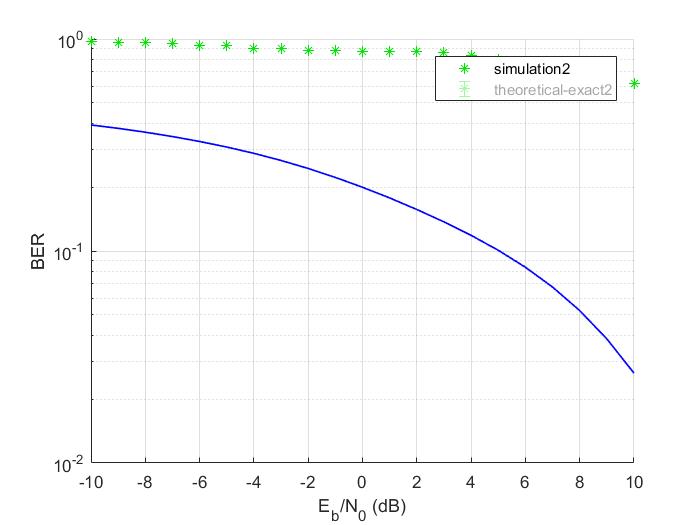 10^0
simulation2
theoretical-exact2
BER
10^-1
10^-2
-10 -8 -6 -4 -2 0 2 4 6 8 10
E_b/N_0 (dB)